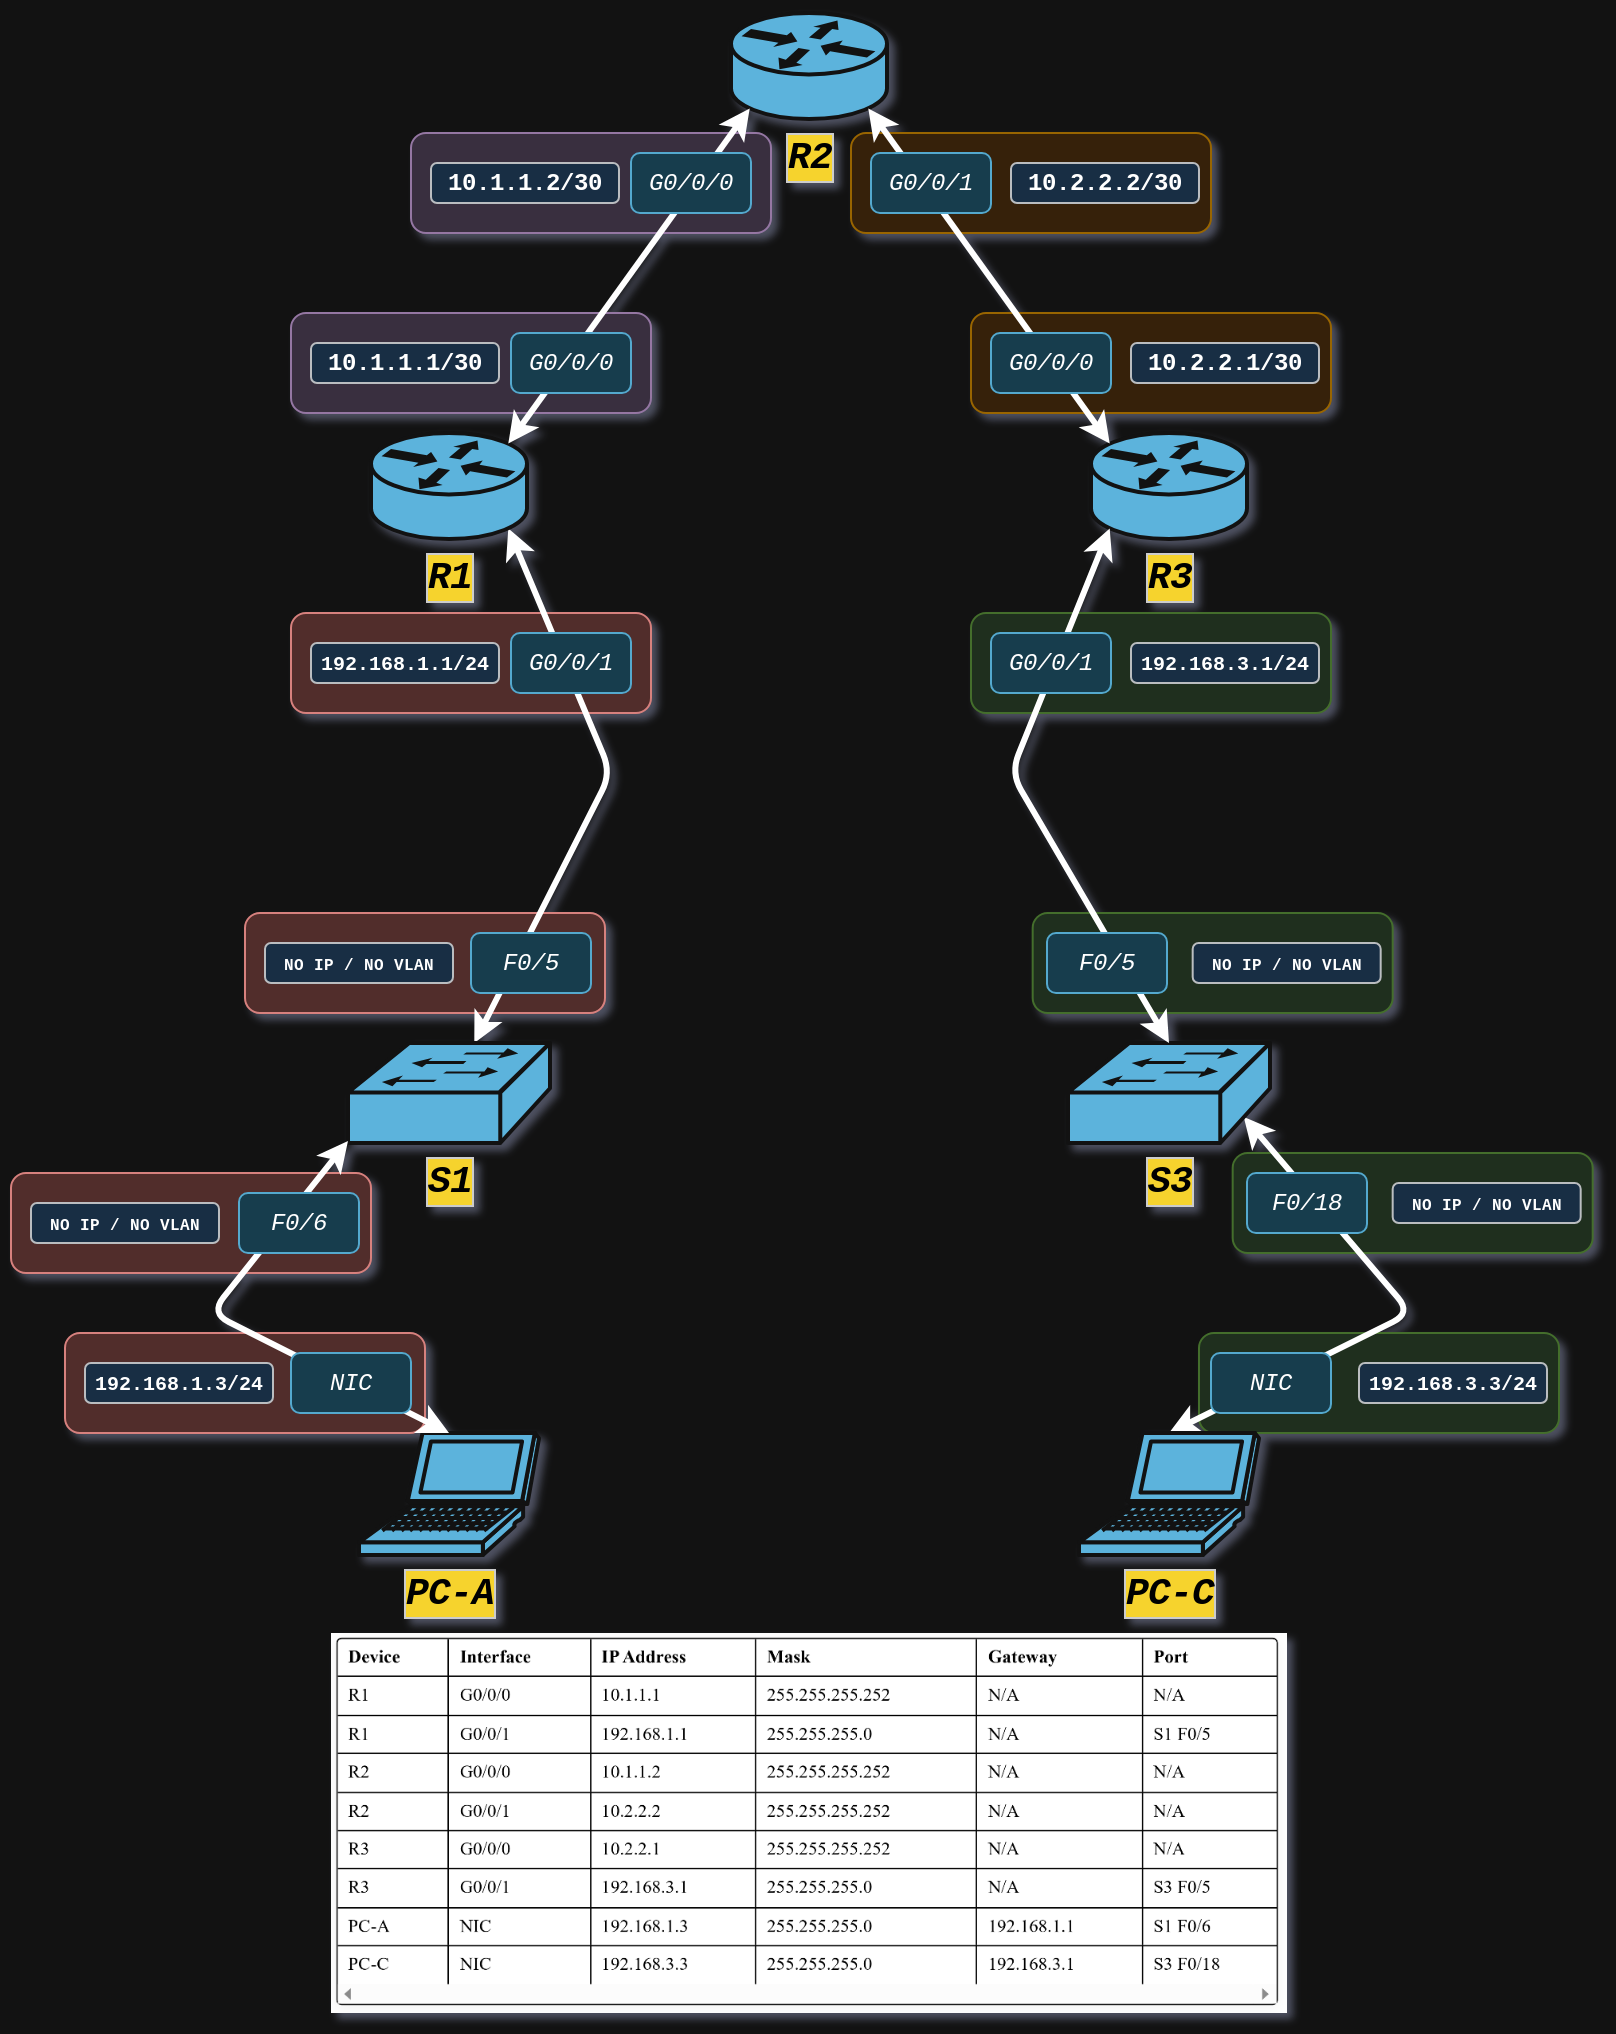 R2
10.1.1.2/30 G0/0/0
G0/0/1 10.2.2.2/30
10.1.1.1/30 G0/0/0
G0/0/0 10.2.2.1/30
R1
R3
192.168.1.1/24 G0/0/1
G0/0/1 192.168.3.1/24
NO IP / NO VLAN F0/5
F0/5 NO IP / NO VLAN
S1
S3
NO IP / NO VLAN F0/6
F0/18 NO IP / NO VLAN
192.168.1.3/24 NIC
NIC 192.168.3.3/24
PC-A
PC-C
Device Interface IP Address Mask Gateway Port
R1 G0/0/0 10.1.1.1 255.255.255.252 N/A N/A
R1 G0/0/1 192.168.1.1 255.255.255.0 N/A S1 F0/5
R2 G0/0/0 10.1.1.2 255.255.255.252 N/A N/A
R2 G0/0/1 10.2.2.2 255.255.255.252 N/A N/A
R3 G0/0/0 10.2.2.1 255.255.255.252 N/A N/A
R3 G0/0/1 192.168.3.1 255.255.255.0 N/A S3 F0/5
PC-A NIC 192.168.1.3 255.255.255.0 192.168.1.1 S1 F0/6
PC-C NIC 192.168.3.3 255.255.255.0 192.168.3.1 S3 F0/18